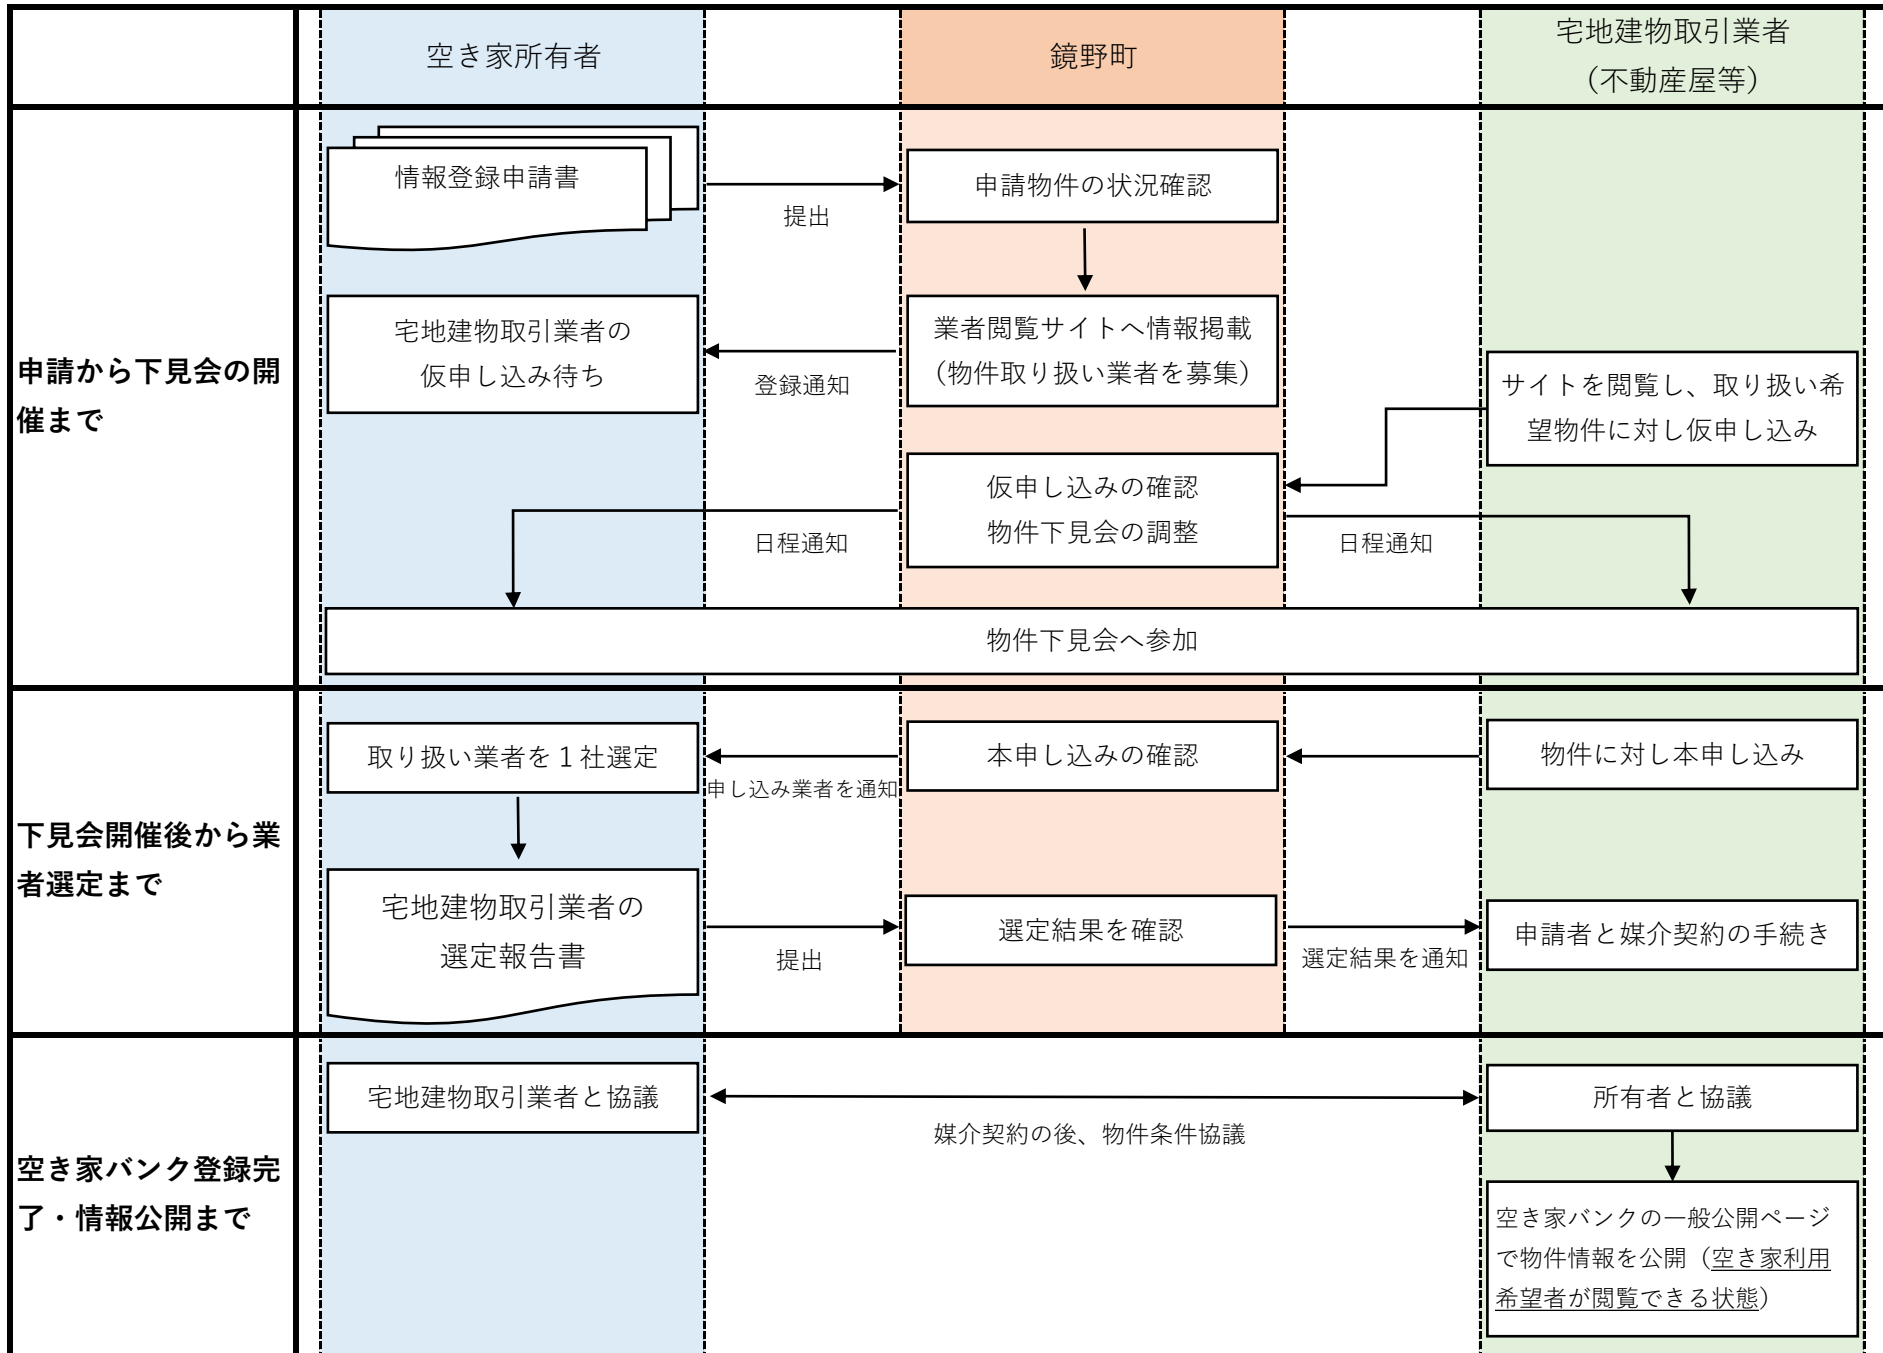 空き家所有者
鏡野町
宅地建物取引業者
（不動産屋等）
申請から下見会の開
催まで
情報登録申請書
提出
申請物件の状況確認
宅地建物取引業者の
仮申し込み待ち
登録通知
業者閲覧サイトへ情報掲載
（物件取り扱い業者を募集）
サイトを閲覧し、取り扱い希
望物件に対し仮申し込み
仮申し込みの確認
物件下見会の調整
日程通知
日程通知
物件下見会へ参加
下見会開催後から業
者選定まで
取り扱い業者を１社選定
申し込み業者を通知
本申し込みの確認
物件に対し本申し込み
宅地建物取引業者の
選定報告書
提出
選定結果を確認
選定結果を通知
申請者と媒介契約の手続き
空き家バンク登録完
了・情報公開まで
宅地建物取引業者と協議
媒介契約の後、物件条件協議
所有者と協議
空き家バンクの一般公開ページ
で物件情報を公開（空き家利用
希望者が閲覧できる状態）